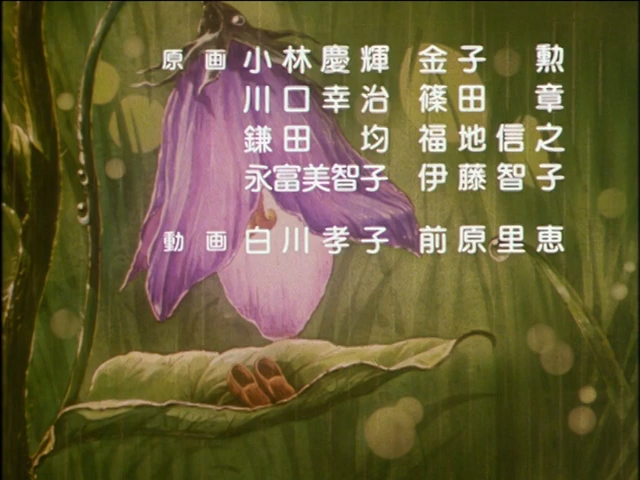 原画 小林慶輝 金子勲
川口幸治 篠田章
鎌田均 福地信之
永富美智子 伊藤智子
動画 白川孝子 前原里恵